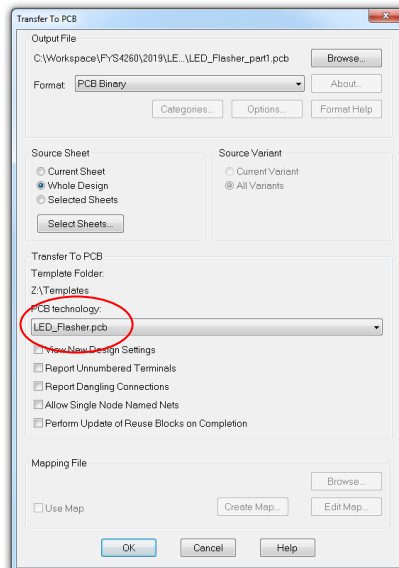 Transfer To PCB
Output File
C:\Workspace\FYS4260\2019\LE...\LED_Flasher_part1.pcb
Browse...
Format:
PCB Binary
About...
Categories...
Options...
Format Help
Source Sheet
Current Sheet
Whole Design
Selected Sheets
Select Sheets...
Source Variant
Current Variant
All Variants
Transfer To PCB
Template Folder:
Z:\Templates
PCB technology:
LED_Flasher.pcb
View New Design Settings
Report Unnumbered Terminals
Report Dangling Connections
Allow Single Node Named Nets
Perform Update of Reuse Blocks on Completion
Mapping File
Browse...
Use Map
Create Map...
Edit Map...
OK
Cancel
Help